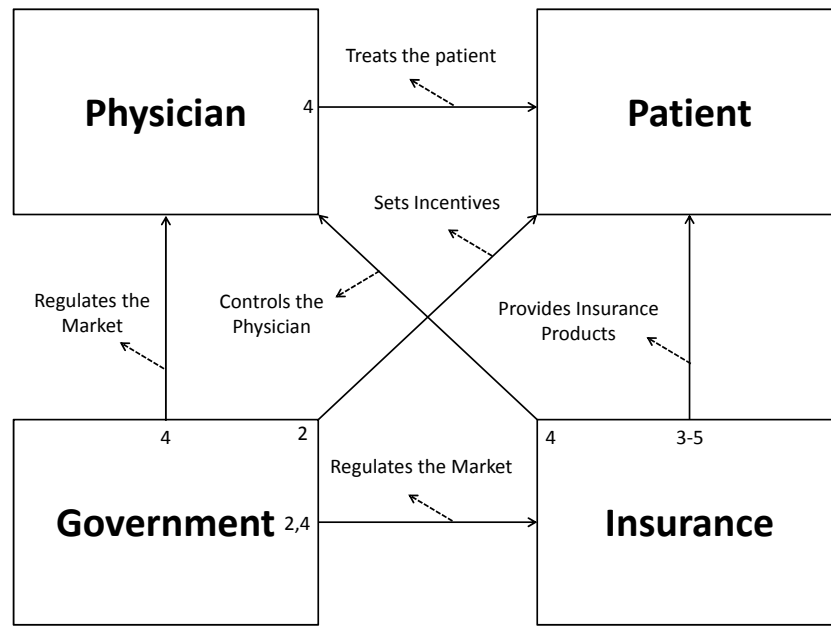 Treats the patient
Physician
4
Patient
Sets Incentives
Regulates the
Market
Controls the
Physician
Provides Insurance
Products
4
2
4
3-5
Regulates the Market
Government
2,4
Insurance